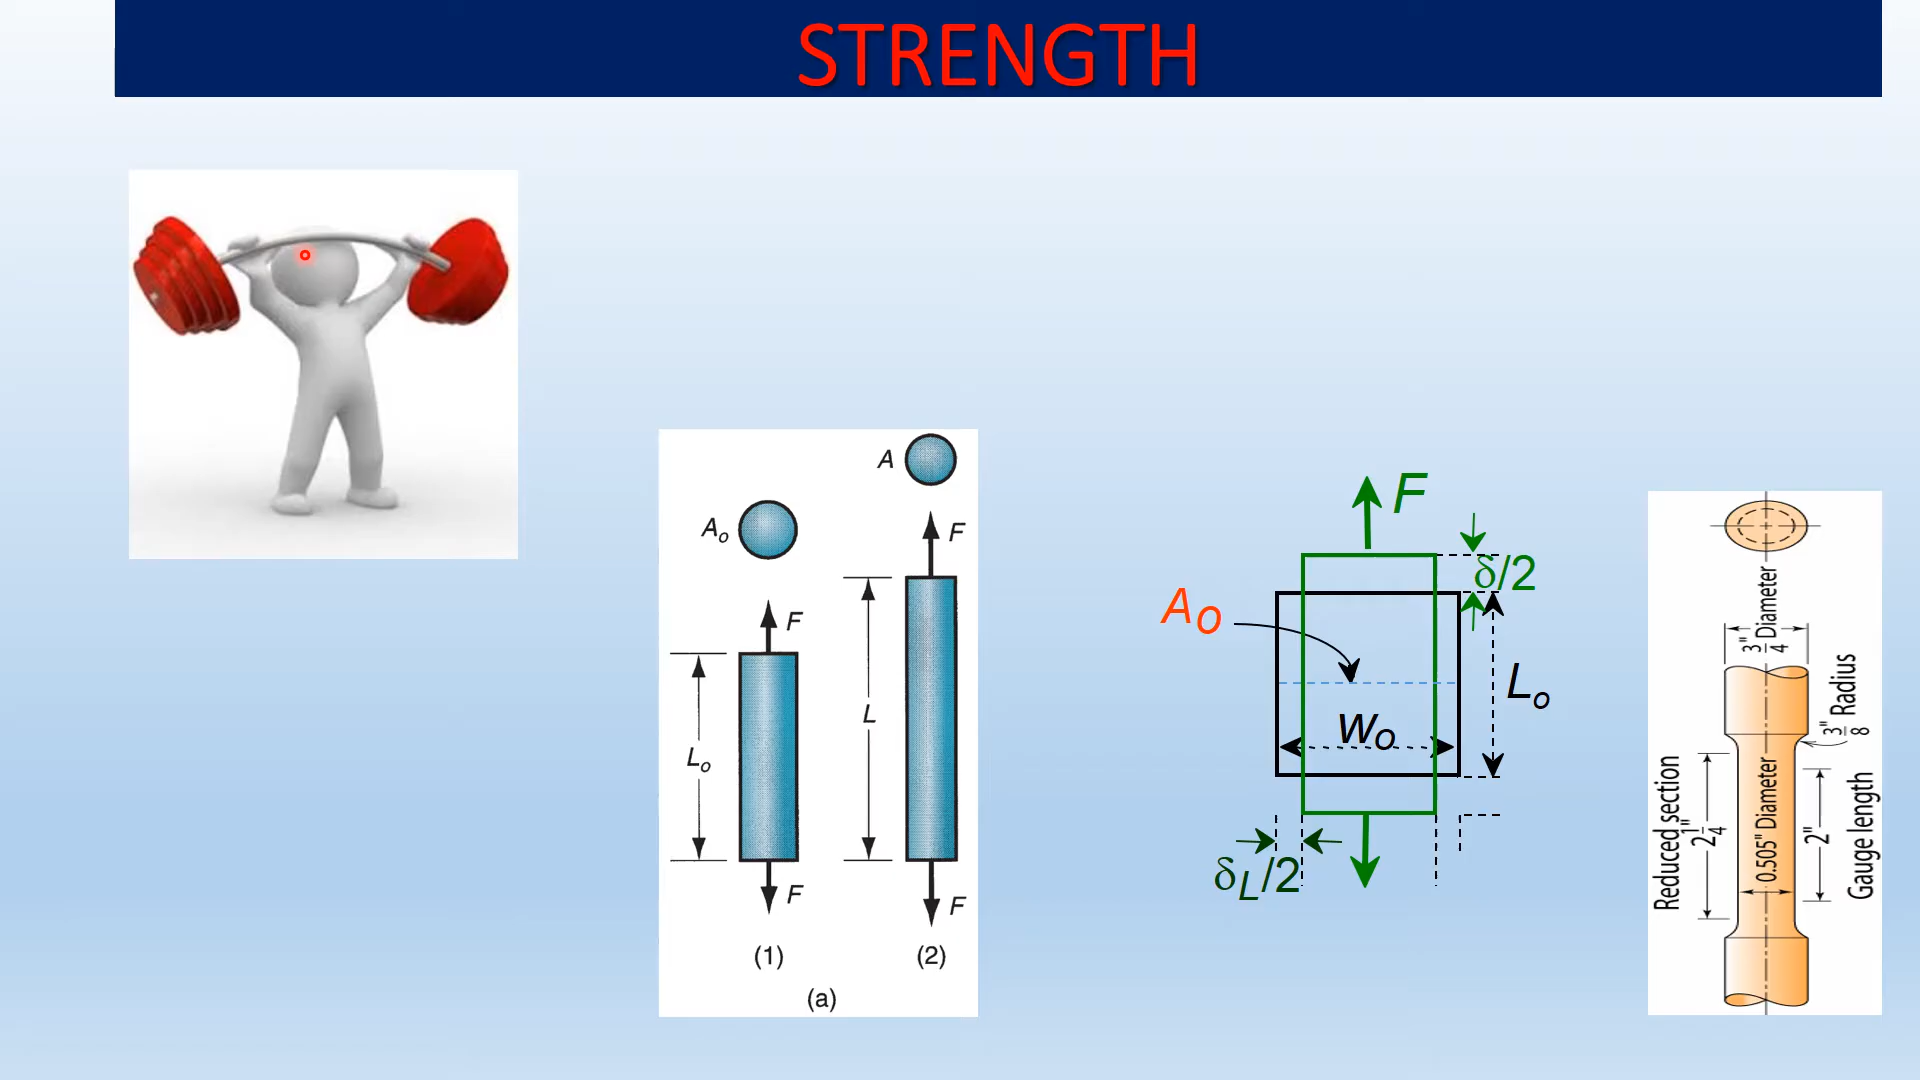 STRENGTH
A
Ao
F
F
L
Lo
F
F
(1)
(2)
(a)
F
δ/2
Ao
Lo
Wo
δL/2
3/4" Diameter
3/8" Radius
Reduced section
2 1/4"
0.505" Diameter
2"
Gauge length